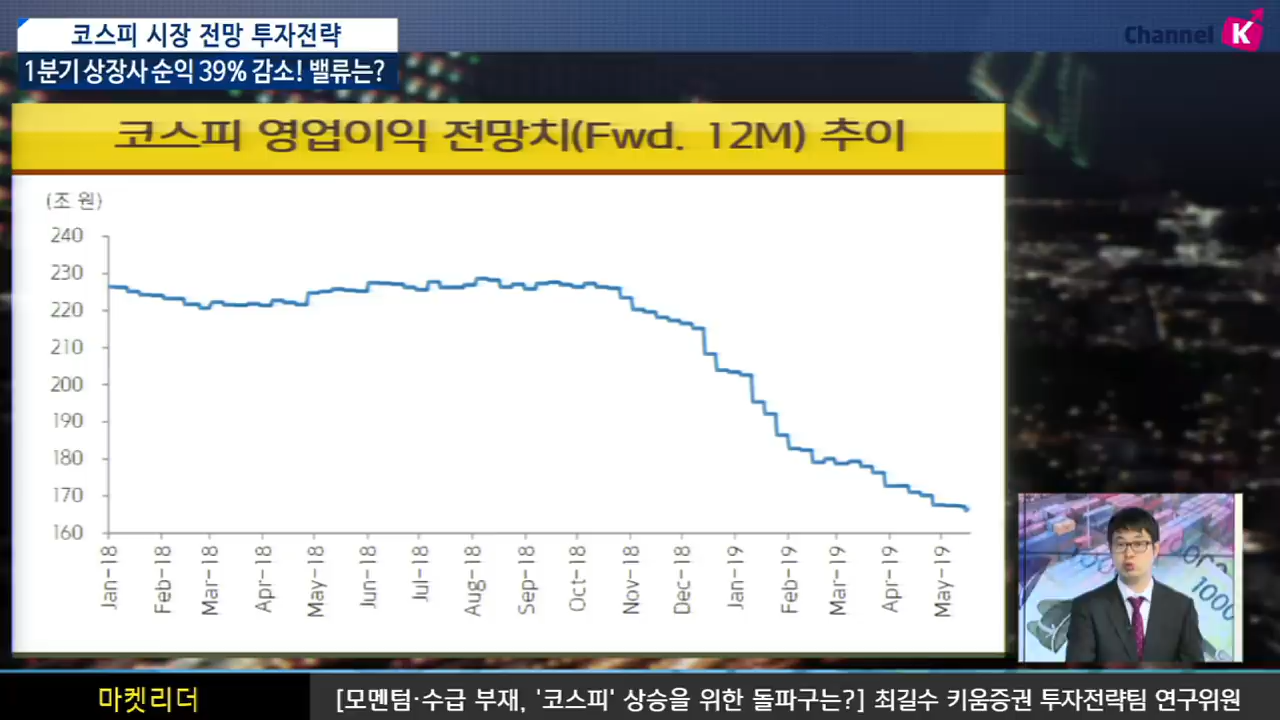 코스피 시장 전망 투자전략
Channel K
1분기 상장사 순익 39% 감소! 밸류는?
코스피 영업이익 전망치(Fwd. 12M) 추이
(조 원)
240
230
220
210
200
190
180
170
160
Jan-18
Feb-18
Mar-18
Apr-18
May-18
Jun-18
Jul-18
Aug-18
Sep-18
Oct-18
Nov-18
Dec-18
Jan-19
Feb-19
Mar-19
Apr-19
May-19
1000
마켓리더
[모멘텀·수급 부재, '코스피' 상승을 위한 돌파구는?] 최길수 키움증권 투자전략팀 연구위원